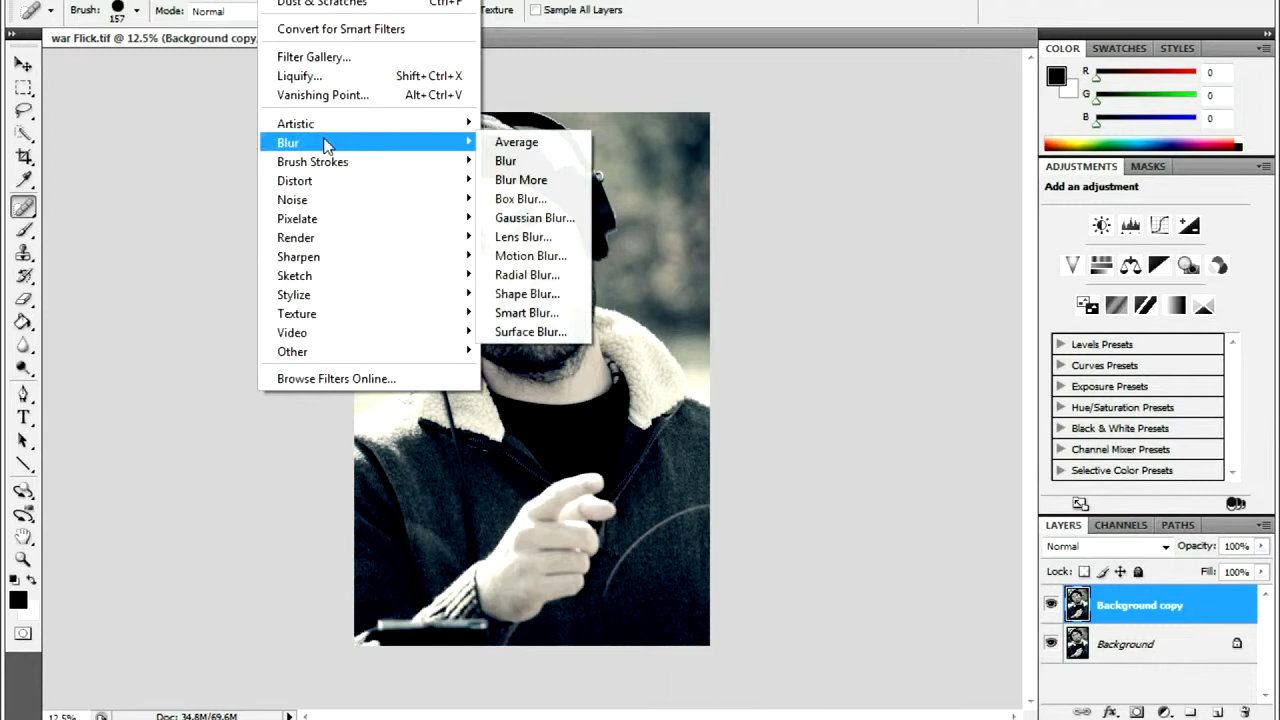 Brush: 157 Mode: Normal Texture Sample All Layers
war Flick.tif @ 12.5% (Background copy,
Dust & Scratches Ctrl+F
Convert for Smart Filters
Filter Gallery...
Liquify... Shift+Ctrl+X
Vanishing Point... Alt+Ctrl+V
Artistic
Blur
Brush Strokes
Distort
Noise
Pixelate
Render
Sharpen
Sketch
Stylize
Texture
Video
Other
Browse Filters Online...
Average
Blur
Blur More
Box Blur...
Gaussian Blur...
Lens Blur...
Motion Blur...
Radial Blur...
Shape Blur...
Smart Blur...
Surface Blur...
COLOR SWATCHES STYLES
R 0
G 0
B 0
ADJUSTMENTS MASKS
Add an adjustment
Levels Presets
Curves Presets
Exposure Presets
Hue/Saturation Presets
Black & White Presets
Channel Mixer Presets
Selective Color Presets
LAYERS CHANNELS PATHS
Normal Opacity: 100%
Lock: Fill: 100%
Background copy
Background
12.5% Doc: 34.8M/69.6M